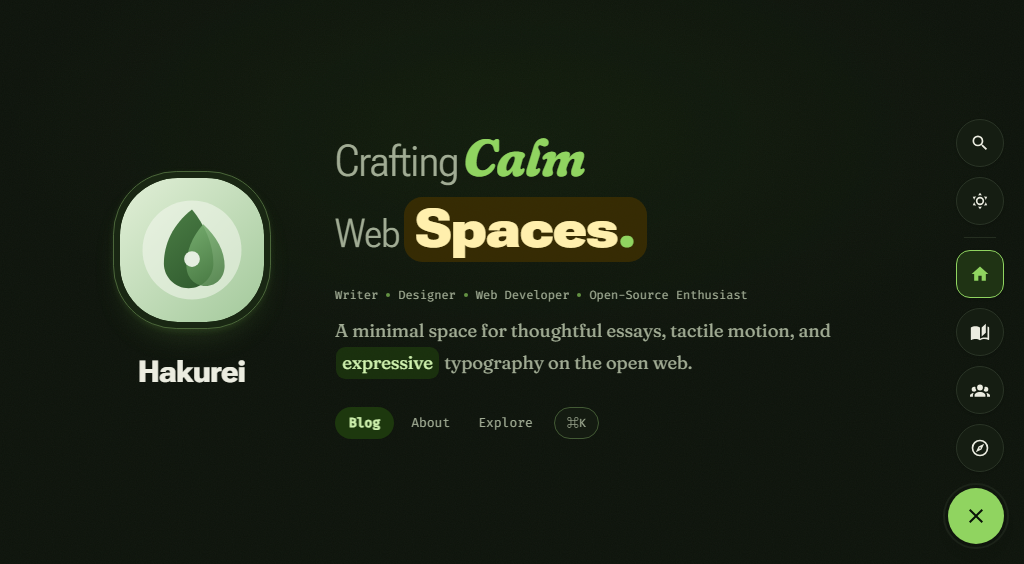 Crafting Calm
Web Spaces.
Writer • Designer • Web Developer • Open-Source Enthusiast
A minimal space for thoughtful essays, tactile motion, and
expressive typography on the open web.
Hakurei
Blog About Explore ⌘K